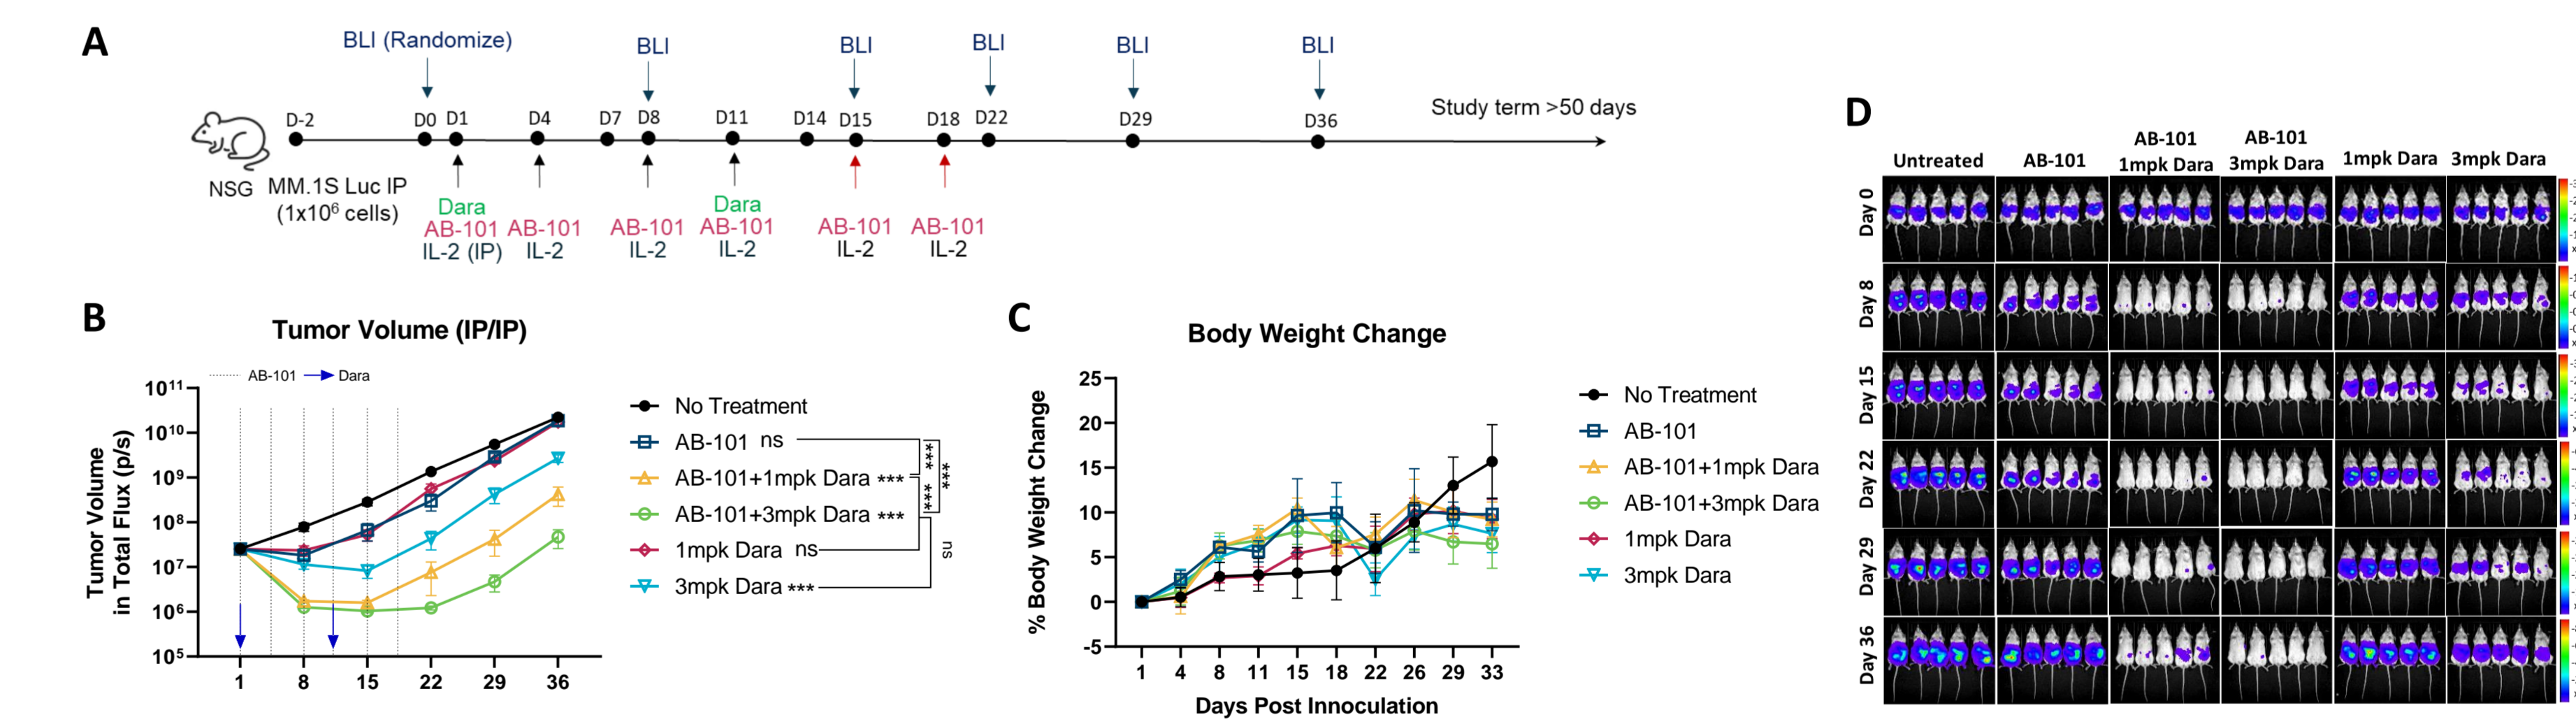 A
BLI (Randomize)
BLI
BLI
BLI
BLI
BLI
D-2
D0
D1
D4
D7
D8
D11
D14
D15
D18
D22
D29
D36
Study term >50 days
NSG
MM.1S Luc IP
(1x10⁶ cells)
Dara
AB-101
IL-2 (IP)
AB-101
IL-2
AB-101
IL-2
Dara
AB-101
IL-2
AB-101
IL-2
AB-101
IL-2
B
Tumor Volume (IP/IP)
AB-101
Dara
Tumor Volume
in Total Flux (p/s)
10¹¹
10¹⁰
10⁹
10⁸
10⁷
10⁶
10⁵
1 8 15 22 29 36
No Treatment
AB-101 ns
AB-101+1mpk Dara ***
AB-101+3mpk Dara ***
1mpk Dara ns
3mpk Dara ***
***
***
***
ns
C
Body Weight Change
% Body Weight Change
25
20
15
10
5
0
-5
1 4 8 11 15 18 22 26 29 33
Days Post Innoculation
No Treatment
AB-101
AB-101+1mpk Dara
AB-101+3mpk Dara
1mpk Dara
3mpk Dara
D
Untreated
AB-101
AB-101
1mpk Dara
AB-101
3mpk Dara
1mpk Dara
3mpk Dara
Day 0
Day 8
Day 15
Day 22
Day 29
Day 36